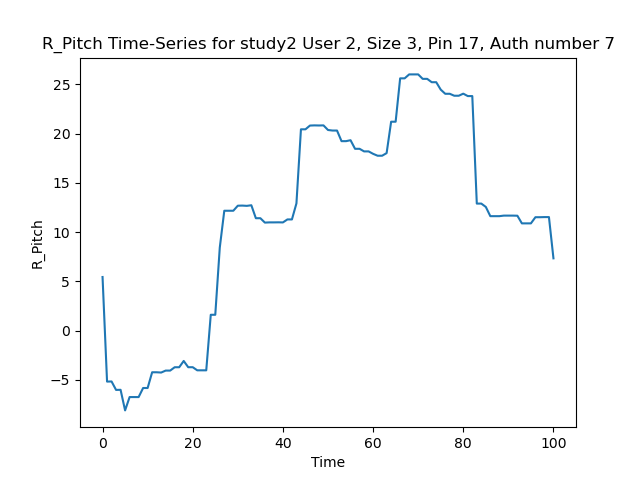 R_Pitch Time-Series for study2 User 2, Size 3, Pin 17, Auth number 7
25
20
15
10
5
0
−5
R_Pitch
0 20 40 60 80 100
Time